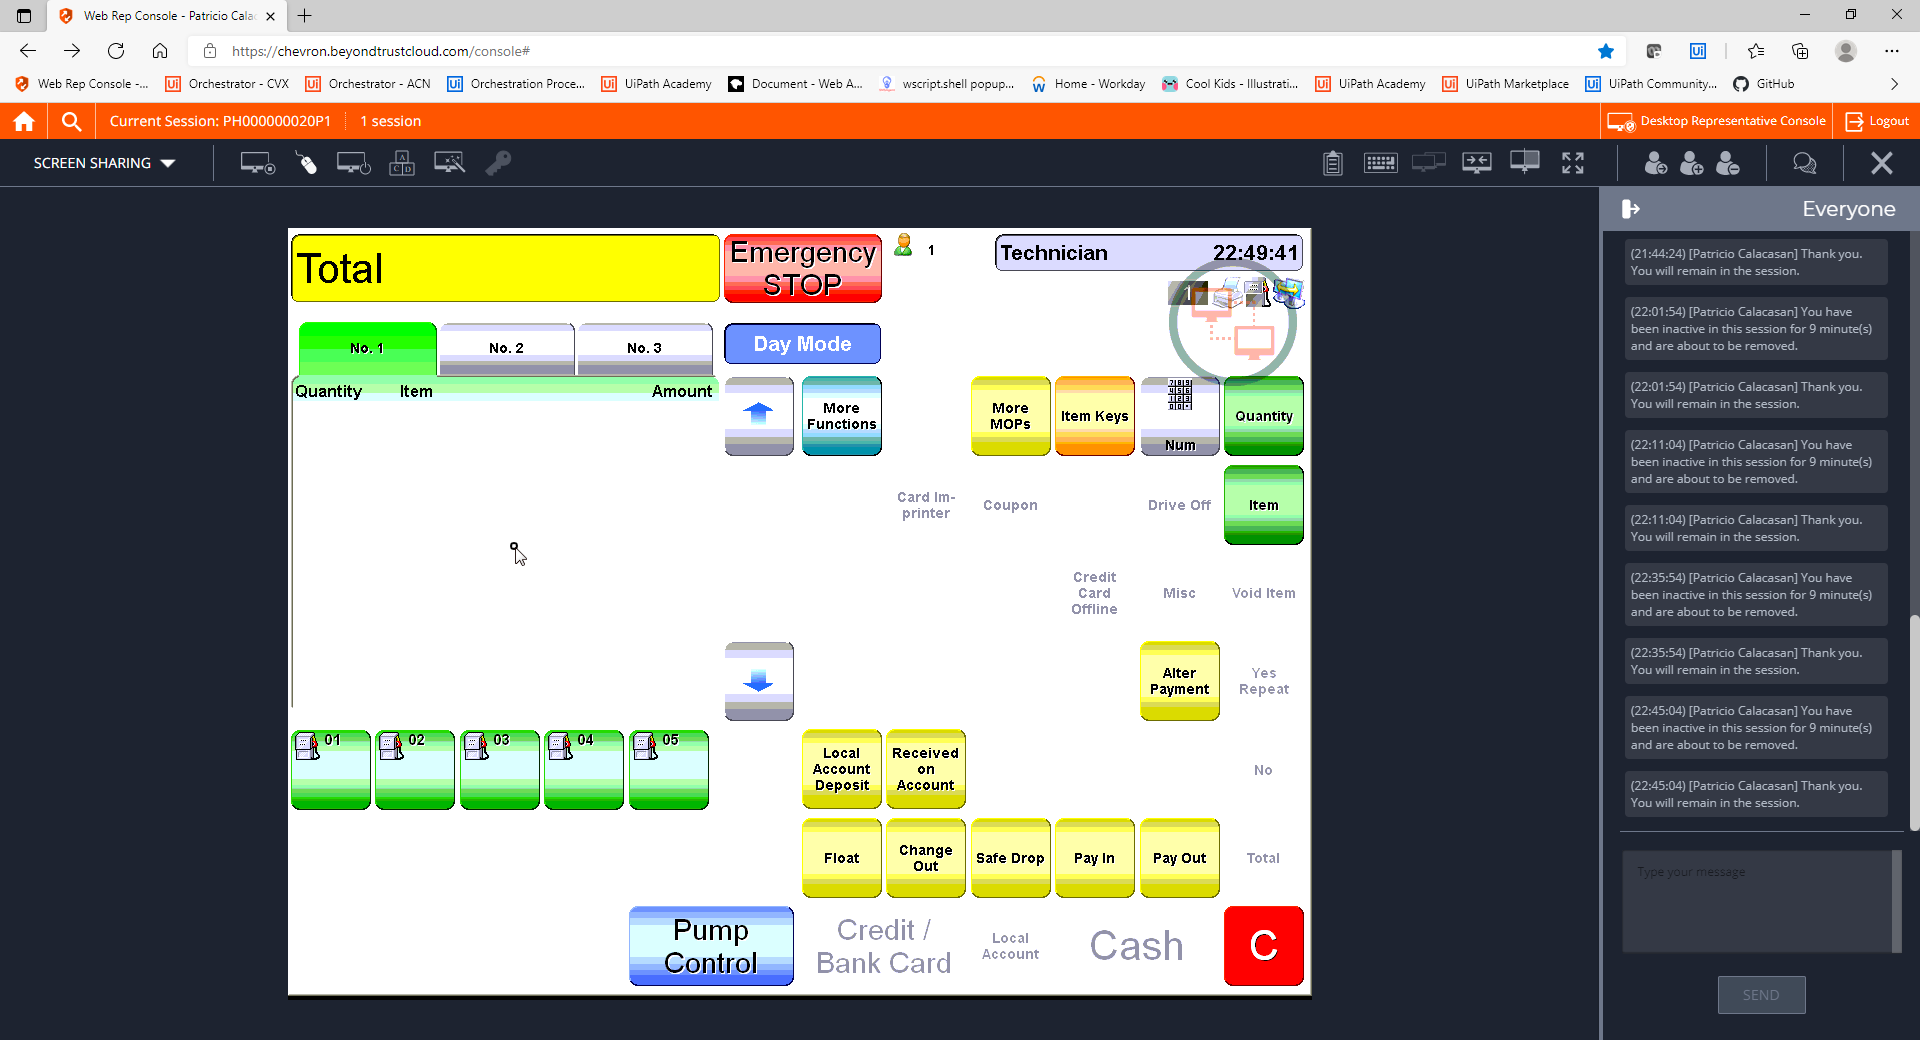 Web Rep Console - Patricio Cala
https://chevron.beyondtrustcloud.com/console#
Web Rep Console -...
Orchestrator - CVX
Orchestrator - ACN
Orchestration Proce...
UiPath Academy
Document - Web A...
wscript.shell popup...
Home - Workday
Cool Kids - Illustrati...
UiPath Academy
UiPath Marketplace
UiPath Community...
GitHub
Current Session: PH000000020P1
1 session
Desktop Representative Console
Logout
SCREEN SHARING
Everyone
Total
Emergency
STOP
1
Technician
22:49:41
1
No. 1
No. 2
No. 3
Day Mode
Quantity
Item
Amount
More
Functions
More
MOPs
Item Keys
Num
Quantity
Card Im-
printer
Coupon
Drive Off
Item
Credit
Card
Offline
Misc
Void Item
Alter
Payment
Yes
Repeat
01
02
03
04
05
Local
Account
Deposit
Received
on
Account
No
Float
Change
Out
Safe Drop
Pay In
Pay Out
Total
Pump
Control
Credit /
Bank Card
Local
Account
Cash
C
(21:44:24) [Patricio Calacasan] Thank you.
You will remain in the session.
(22:01:54) [Patricio Calacasan] You have
been inactive in this session for 9 minute(s)
and are about to be removed.
(22:01:54) [Patricio Calacasan] Thank you.
You will remain in the session.
(22:11:04) [Patricio Calacasan] You have
been inactive in this session for 9 minute(s)
and are about to be removed.
(22:11:04) [Patricio Calacasan] Thank you.
You will remain in the session.
(22:35:54) [Patricio Calacasan] You have
been inactive in this session for 9 minute(s)
and are about to be removed.
(22:35:54) [Patricio Calacasan] Thank you.
You will remain in the session.
(22:45:04) [Patricio Calacasan] You have
been inactive in this session for 9 minute(s)
and are about to be removed.
(22:45:04) [Patricio Calacasan] Thank you.
You will remain in the session.
Type your message
SEND